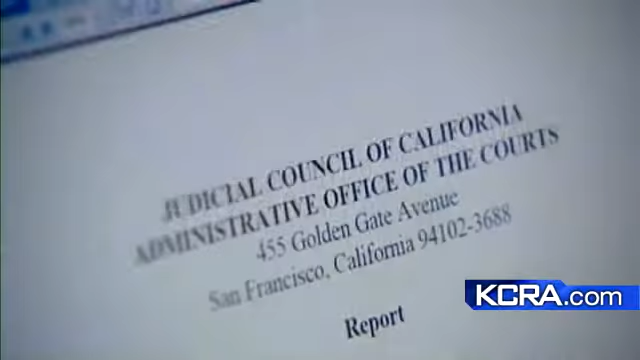 JUDICIAL COUNCIL OF CALIFORNIA
ADMINISTRATIVE OFFICE OF THE COURTS
455 Golden Gate Avenue
San Francisco, California 94102-3688
Report
KCRA.com